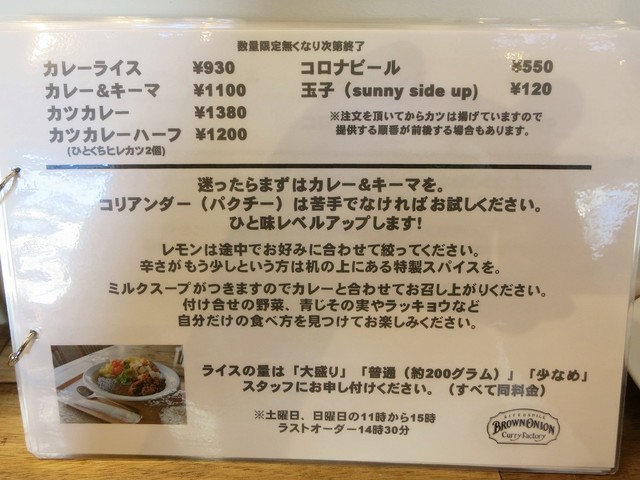 数量限定無くなり次第終了
カレーライス ¥930
カレー&キーマ ¥1100
カツカレー ¥1380
カツカレーハーフ ¥1200
(ひとくちヒレカツ2個)
コロナビール ¥550
玉子（sunny side up) ¥120
※注文を頂いてからカツは揚げていますので
提供する順番が前後する場合もあります。
迷ったらまずはカレー&キーマを。
コリアンダー（パクチー）は苦手でなければお試しください。
ひと味レベルアップします!
レモンは途中でお好みに合わせて絞ってください。
辛さがもう少しという方は机の上にある特製スパイスを。
ミルクスープがつきますのでカレーと合わせてお召し上がりください。
付け合せの野菜、青じその実やラッキョウなど
自分だけの食べ方を見つけてお楽しみください。
ライスの量は「大盛り」「普通（約200グラム）」「少なめ」
スタッフにお申し付けください。（すべて同料金）
※土曜日、日曜日の11時から15時
ラストオーダー14時30分
BROWN ONION
Curry Factory